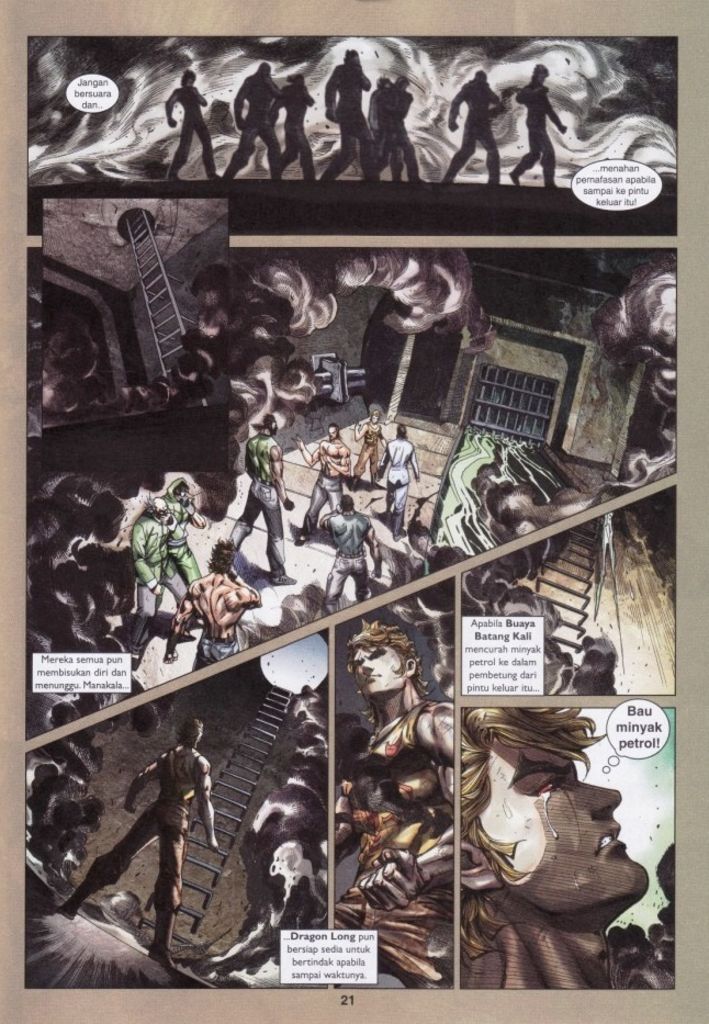 Jangan
bersuara
dan..
...menahan
pernafasan apabila
sampai ke pintu
keluar itu!
Mereka semua pun
membisukan diri dan
menunggu. Manakala...
Apabila Buaya
Batang Kali
mencurah minyak
petrol ke dalam
pembetung dari
pintu keluar itu...
Bau
minyak
petrol!
...Dragon Long pun
bersiap sedia untuk
bertindak apabila
sampai waktunya.
21